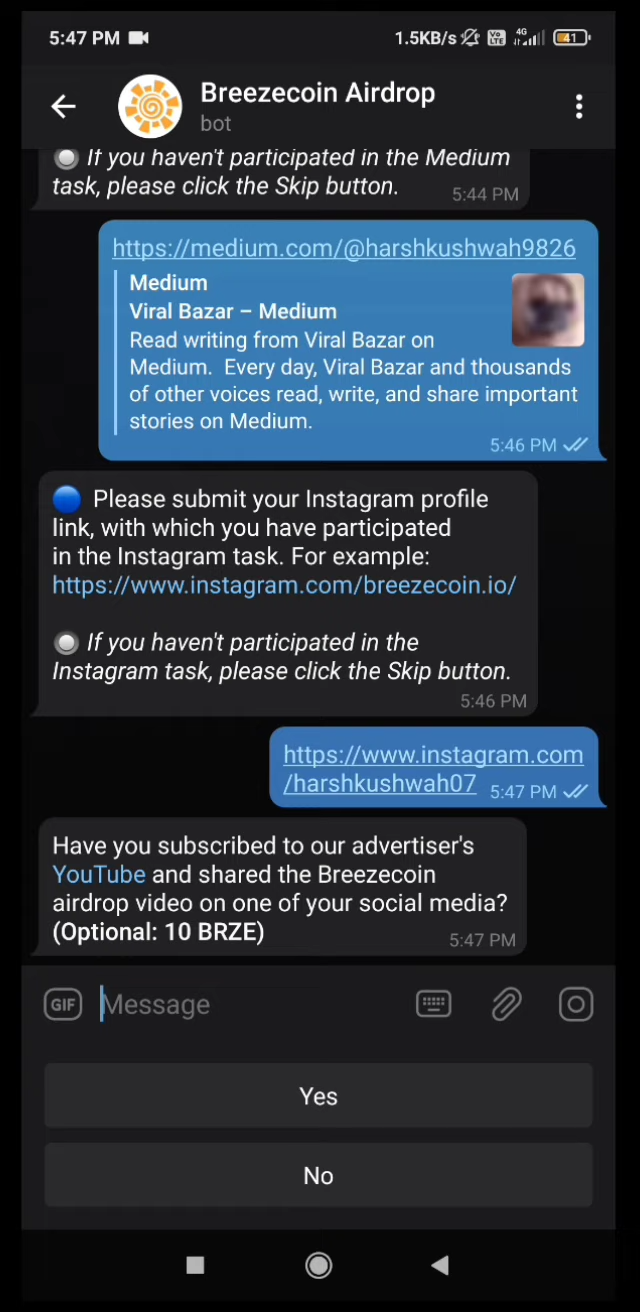 5:47 PM
1.5KB/s
Vo LTE
4G
41
Breezecoin Airdrop
bot
If you haven't participated in the Medium
task, please click the Skip button.
5:44 PM
https://medium.com/@harshkushwah9826
Medium
Viral Bazar – Medium
Read writing from Viral Bazar on
Medium. Every day, Viral Bazar and thousands
of other voices read, write, and share important
stories on Medium.
5:46 PM
Please submit your Instagram profile
link, with which you have participated
in the Instagram task. For example:
https://www.instagram.com/breezecoin.io/
If you haven't participated in the
Instagram task, please click the Skip button.
5:46 PM
https://www.instagram.com
/harshkushwah07
5:47 PM
Have you subscribed to our advertiser's
YouTube and shared the Breezecoin
airdrop video on one of your social media?
(Optional: 10 BRZE)
5:47 PM
GIF
Message
Yes
No